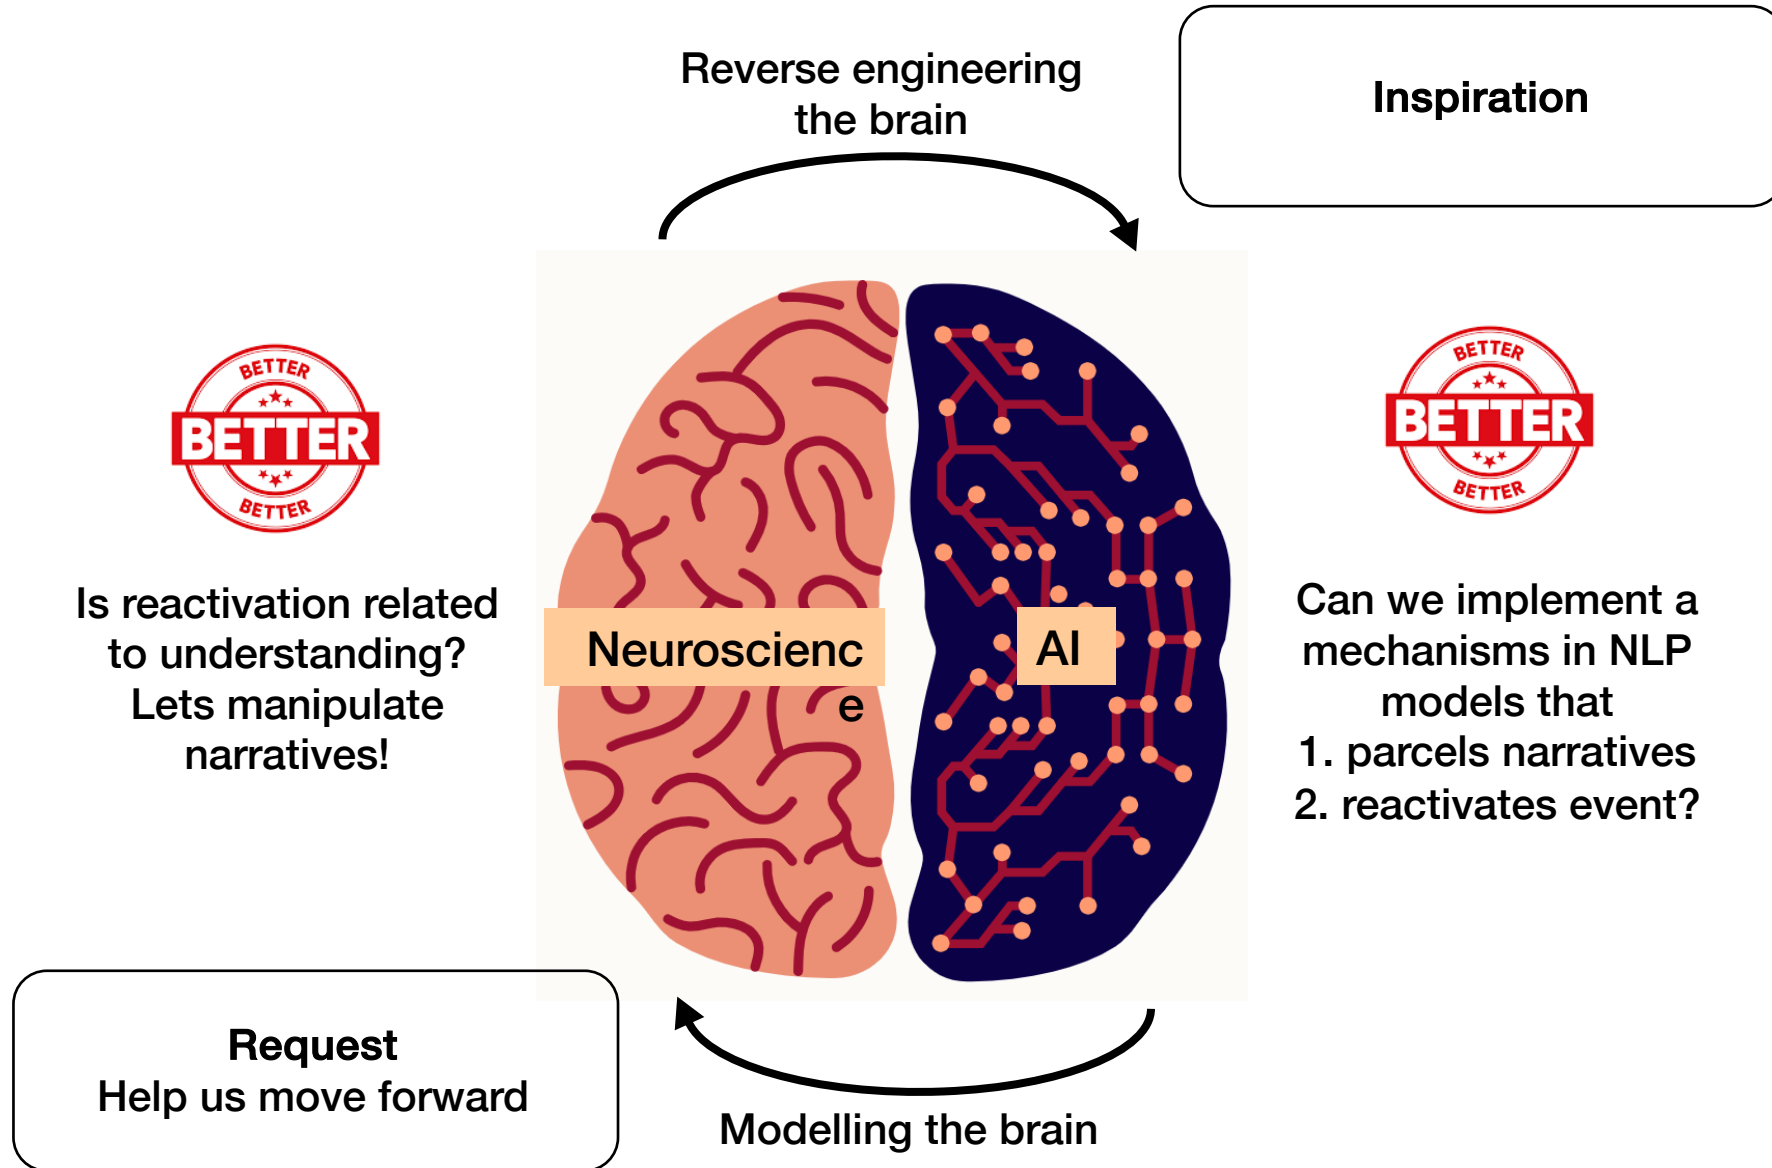 Reverse engineering
the brain
Inspiration
BETTER
BETTER
BETTER
BETTER
BETTER
BETTER
Is reactivation related
to understanding?
Lets manipulate
narratives!
Neuroscienc
e
AI
Can we implement a
mechanisms in NLP
models that
1. parcels narratives
2. reactivates event?
Request
Help us move forward
Modelling the brain